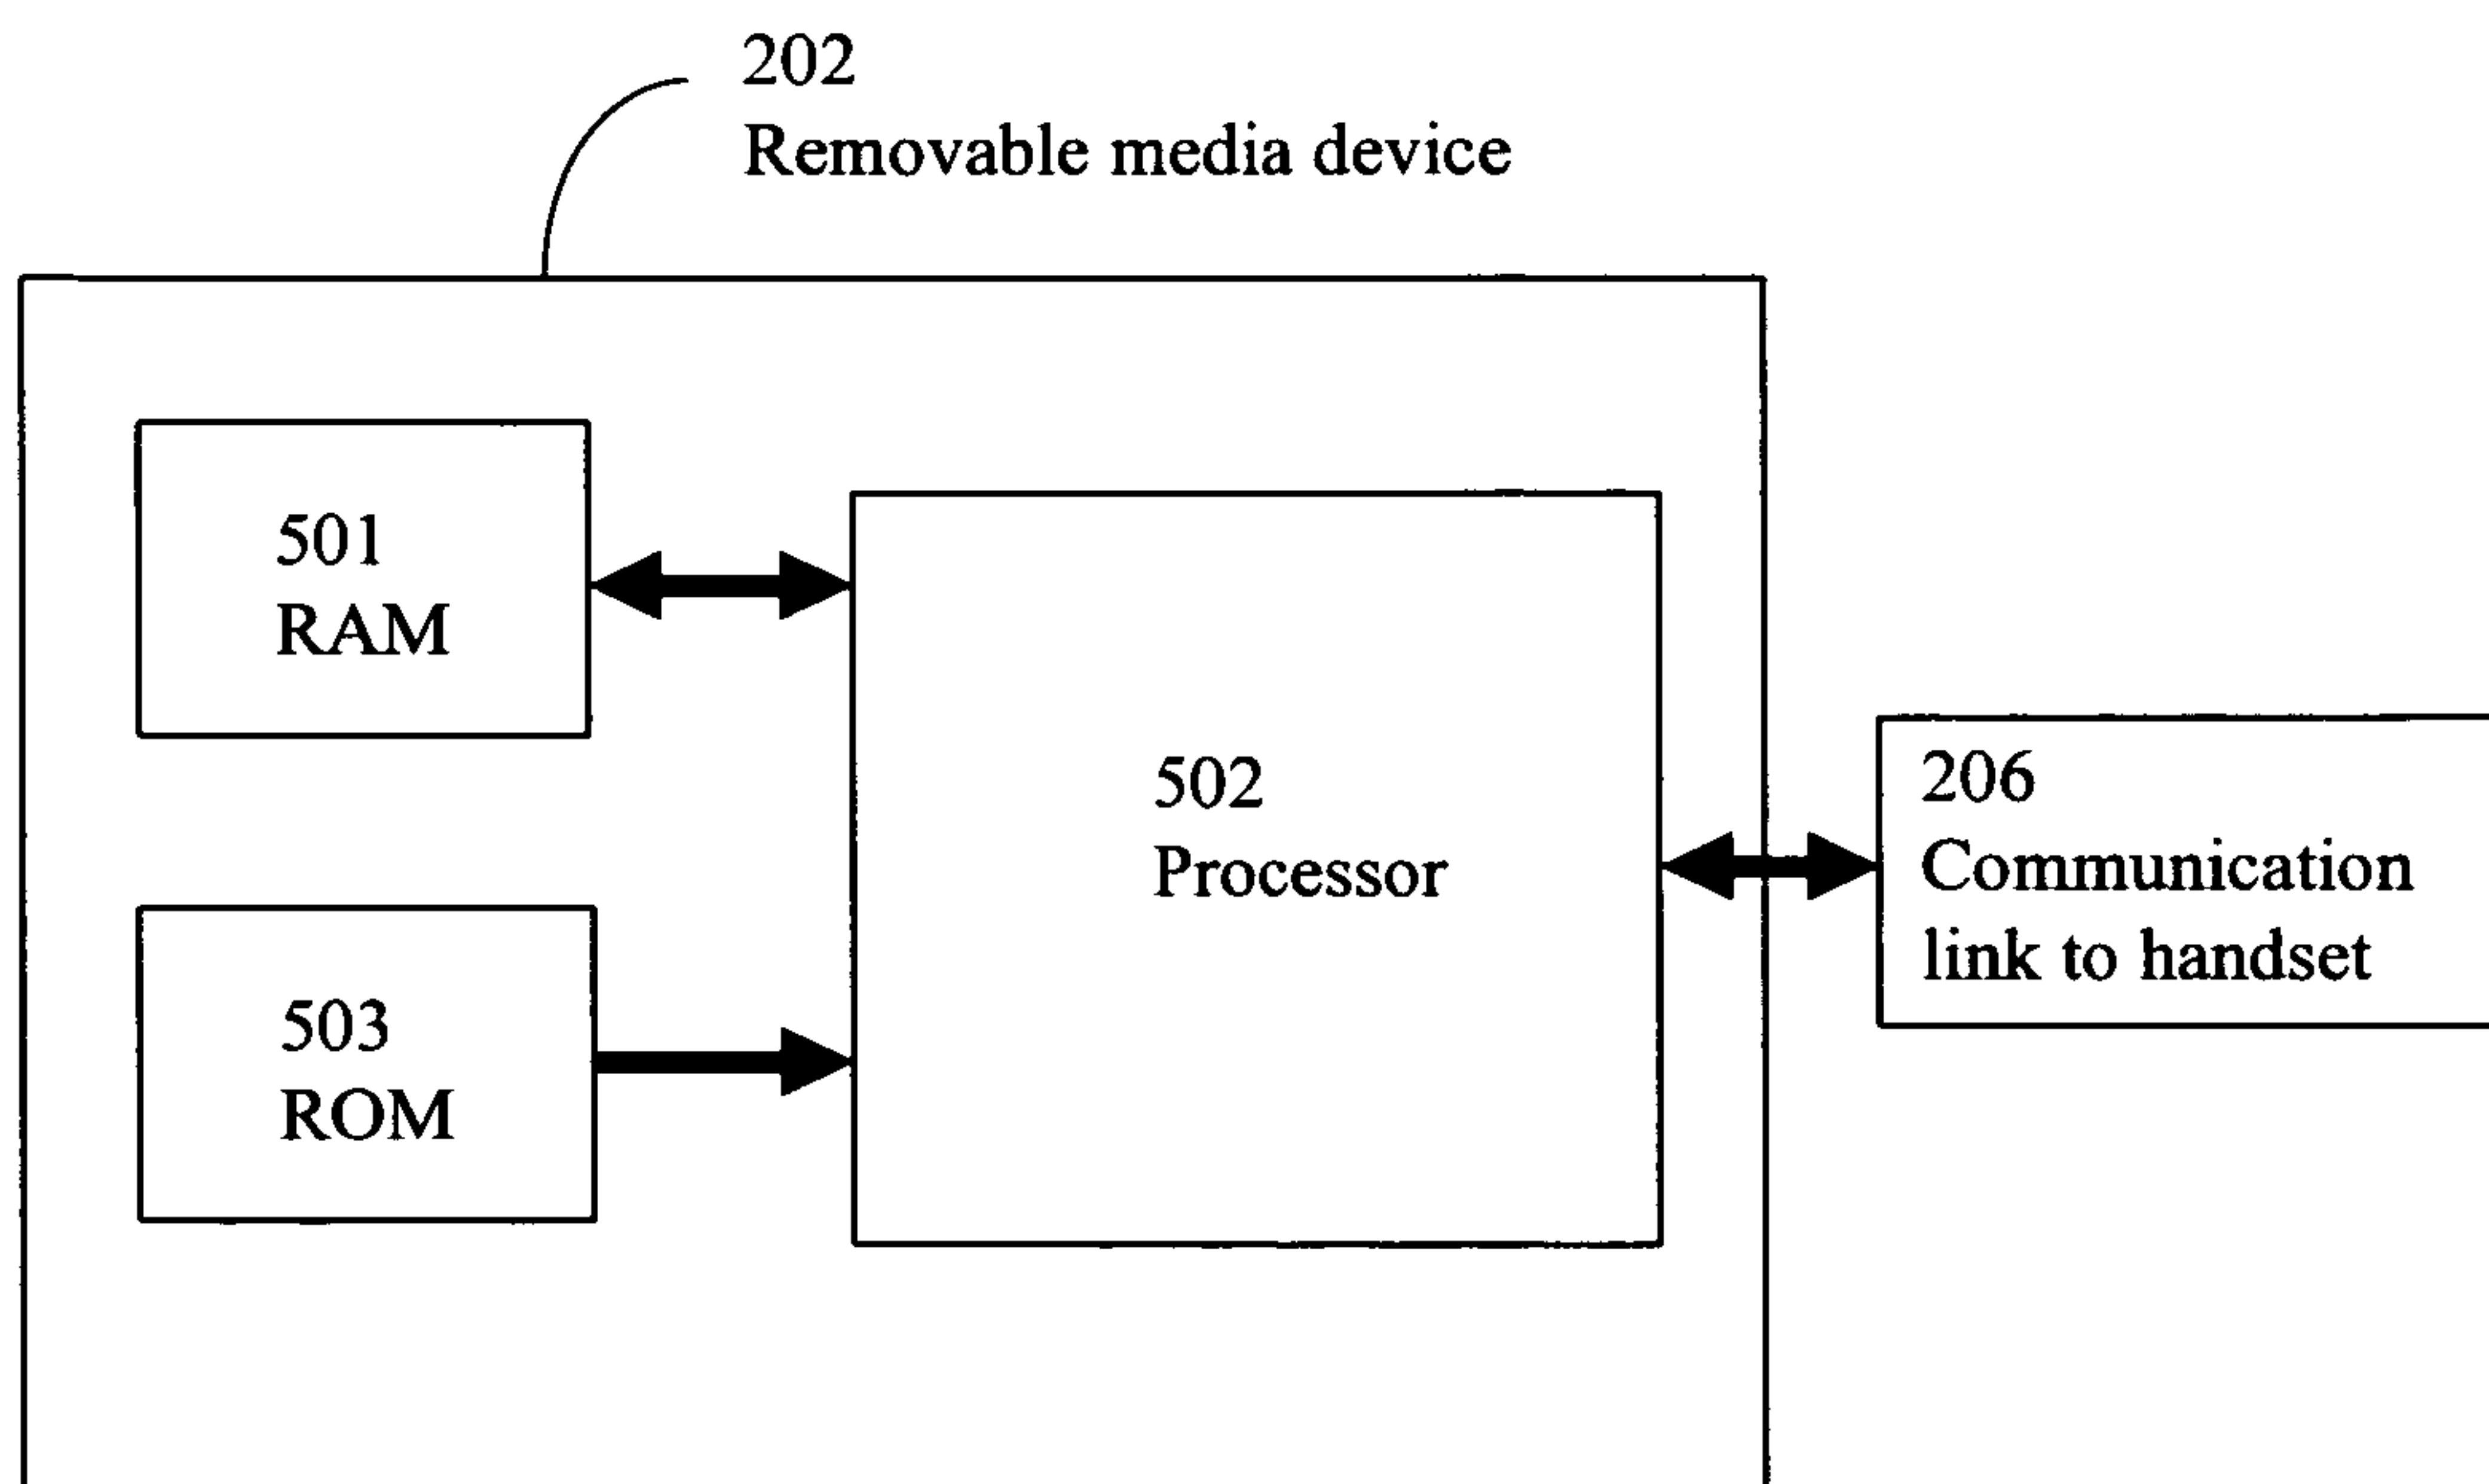 202
Removable media device
501
RAM
502
Processor
206
Communication
link to handset
503
ROM